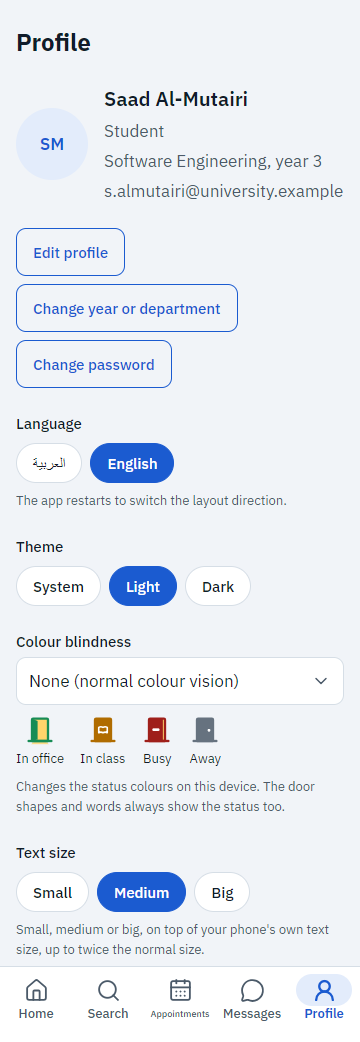 Profile
SM
Saad Al-Mutairi
Student
Software Engineering, year 3
s.almutairi@university.example
Edit profile
Change year or department
Change password
Language
العربية
English
The app restarts to switch the layout direction.
Theme
System
Light
Dark
Colour blindness
None (normal colour vision)
In office
In class
Busy
Away
Changes the status colours on this device. The door
shapes and words always show the status too.
Text size
Small
Medium
Big
Small, medium or big, on top of your phone's own text
size, up to twice the normal size.
Home
Search
Appointments
Messages
Profile